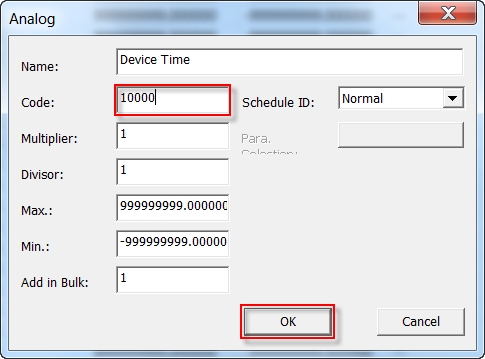 Analog
Name: Device Time
Code: 10000 Schedule ID: Normal
Multiplier: 1 Para.
Divisor: 1
Max.: 999999999.000000
Min.: -999999999.00000
Add in Bulk: 1
OK Cancel